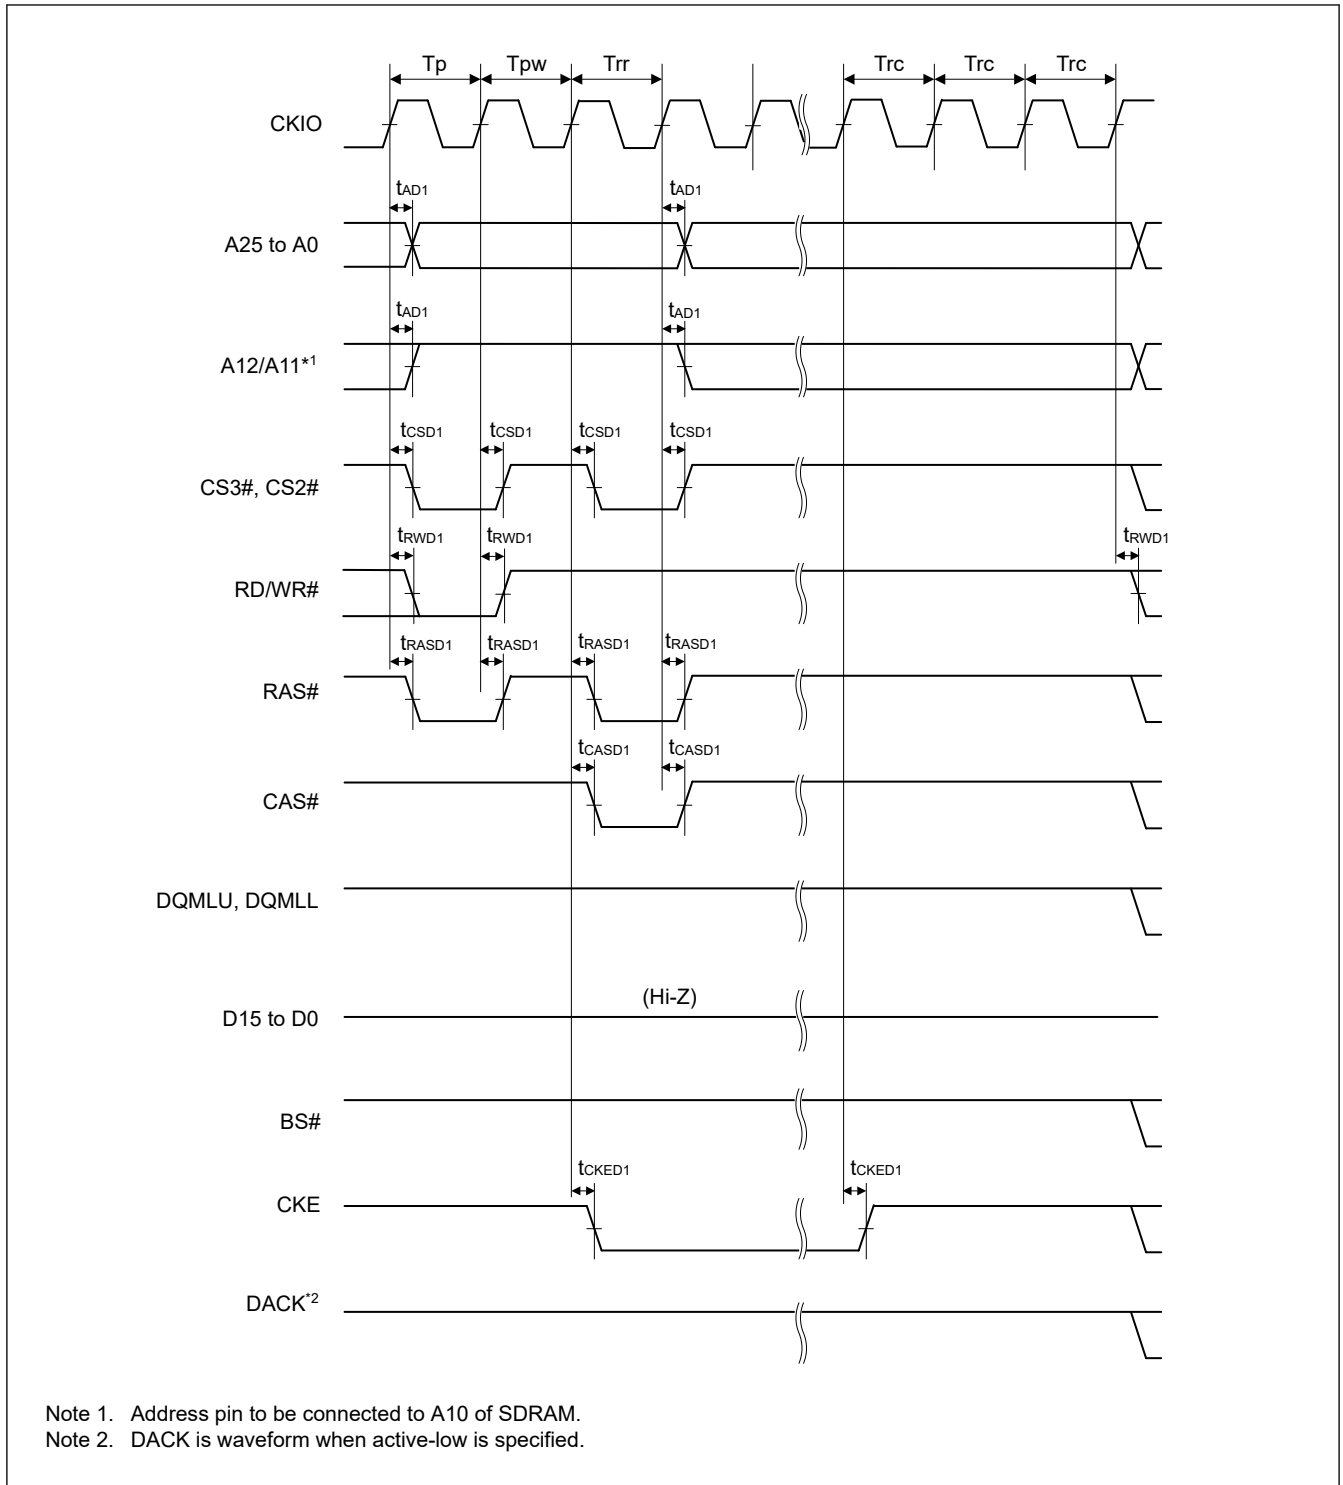 Tp Tpw Trr Trc Trc Trc
CKIO
tAD1 tAD1
A25 to A0
tAD1 tAD1
A12/A11*1
tCSD1 tCSD1 tCSD1 tCSD1
CS3#, CS2#
tRWD1 tRWD1 tRWD1
RD/WR#
tRASD1 tRASD1 tRASD1 tRASD1
RAS#
tCASD1 tCASD1
CAS#
DQMLU, DQMLL
(Hi-Z)
D15 to D0
BS#
tCKED1 tCKED1
CKE
DACK*2
Note 1. Address pin to be connected to A10 of SDRAM.
Note 2. DACK is waveform when active-low is specified.